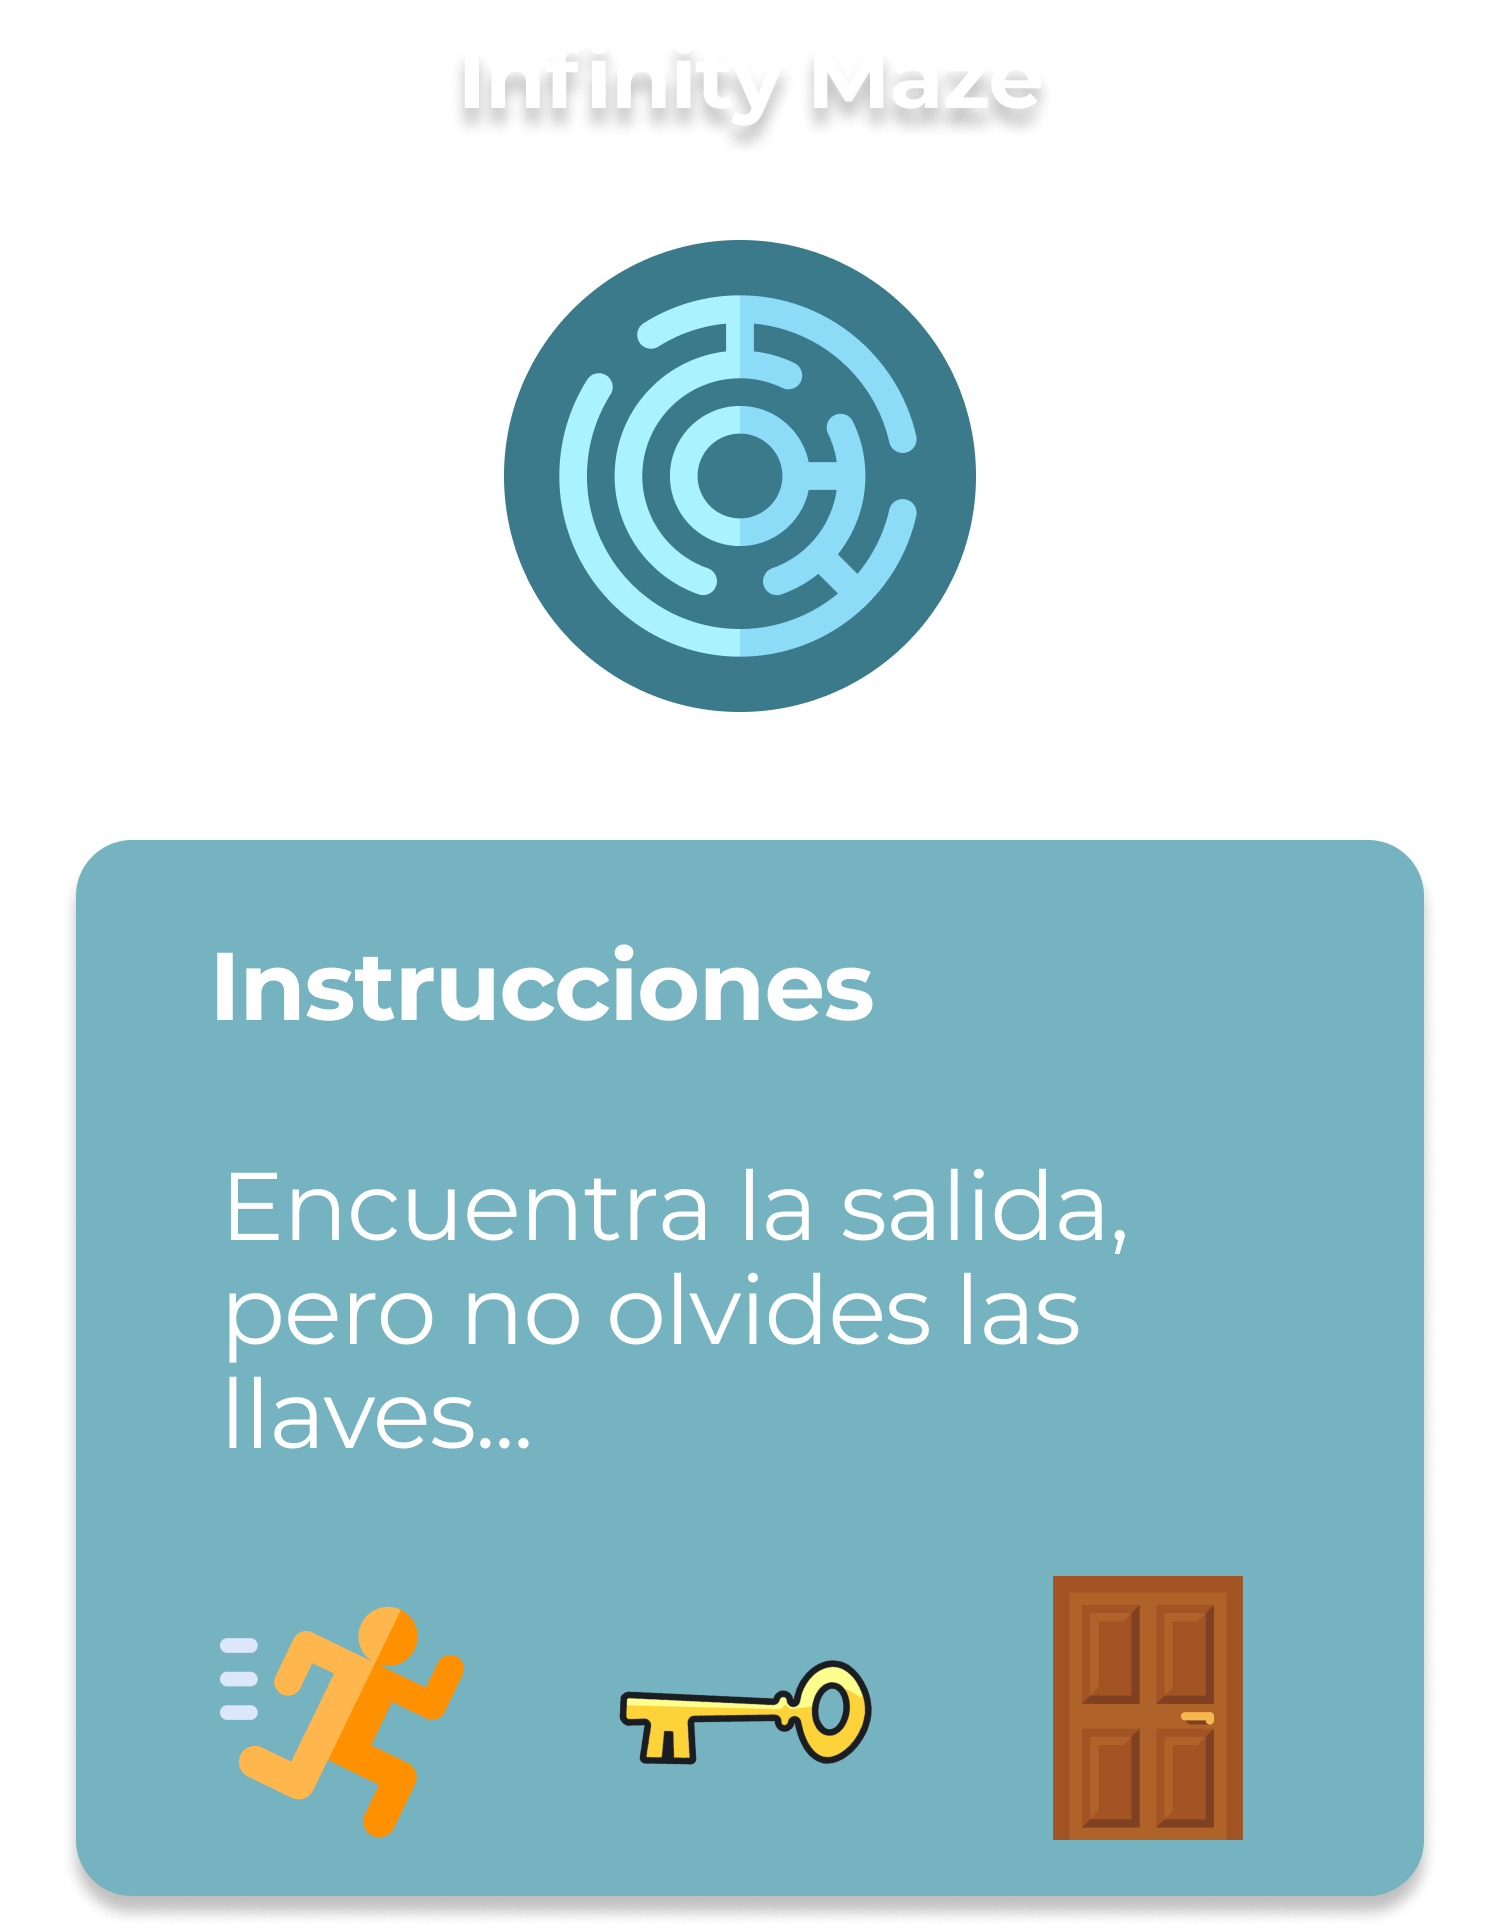 Infinity Maze
Instrucciones
Encuentra la salida,
pero no olvides las
llaves...